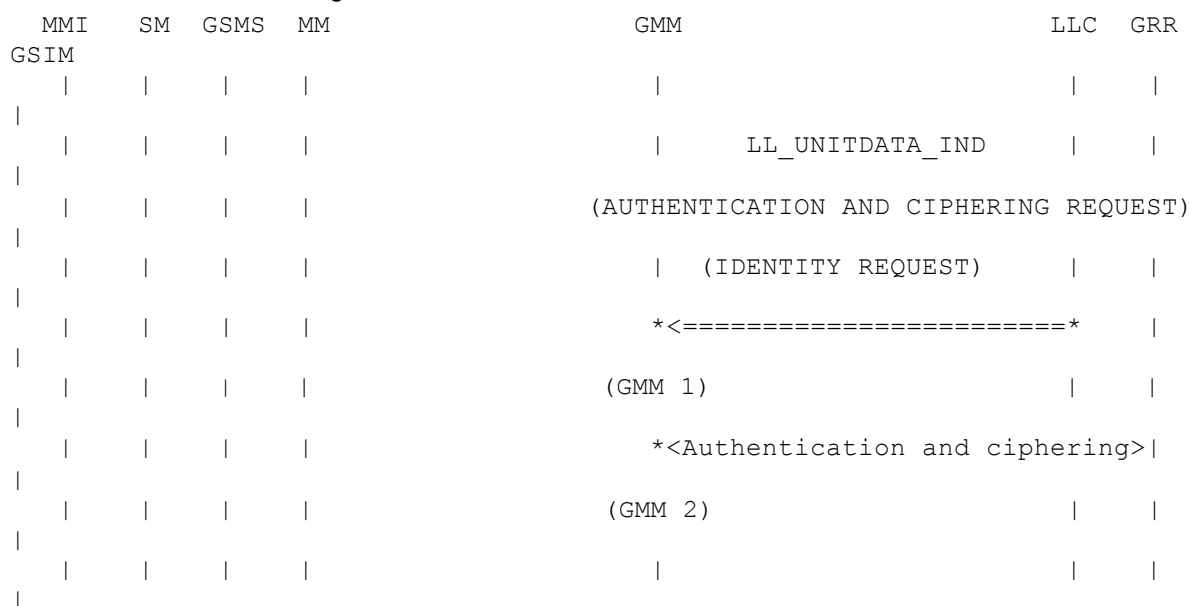 MMI SM GSMS MM GMM LLC GRR
GSIM
| | | | | | |
|
| | | | | LL_UNITDATA_IND | |
|
| | | | (AUTHENTICATION AND CIPHERING REQUEST)
|
| | | | | (IDENTITY REQUEST) | |
|
| | | | *<========================* |
|
| | | | (GMM 1) | |
|
| | | | *<Authentication and ciphering>|
|
| | | | (GMM 2) | |
|
| | | | | | |
|